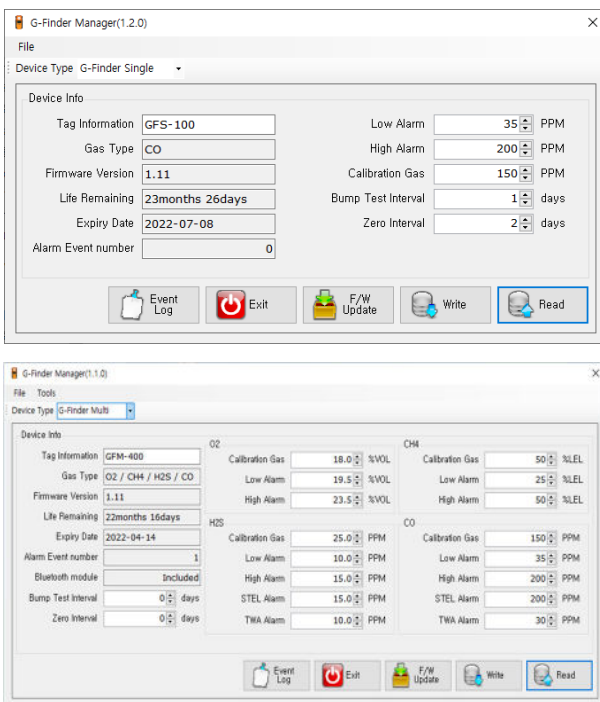 G-Finder Manager(1.2.0)
File
Device Type G-Finder Single
Device Info
Tag Information GFS-100
Gas Type CO
Firmware Version 1.11
Life Remaining 23months 26days
Expiry Date 2022-07-08
Alarm Event number 0
Low Alarm 35 PPM
High Alarm 200 PPM
Calibration Gas 150 PPM
Bump Test Interval 1 days
Zero Interval 2 days
Event Log
Exit
F/W Update
Write
Read
G-Finder Manager(1.1.0)
File Tools
Device Type G-Finder Multi
Device Info
Tag Information GFM-400
Gas Type O2 / CH4 / H2S / CO
Firmware Version 1.11
Life Remaining 22months 16days
Expiry Date 2022-04-14
Alarm Event number 1
Bluetooth module Included
Bump Test Interval 0 days
Zero Interval 0 days
O2
Calibration Gas 18.0 %VOL
Low Alarm 19.5 %VOL
High Alarm 23.5 %VOL
CH4
Calibration Gas 50 %LEL
Low Alarm 25 %LEL
High Alarm 50 %LEL
H2S
Calibration Gas 25.0 PPM
Low Alarm 10.0 PPM
High Alarm 15.0 PPM
STEL Alarm 15.0 PPM
TWA Alarm 10.0 PPM
CO
Calibration Gas 150 PPM
Low Alarm 35 PPM
High Alarm 200 PPM
STEL Alarm 200 PPM
TWA Alarm 30 PPM
Event Log
Exit
F/W Update
Write
Read